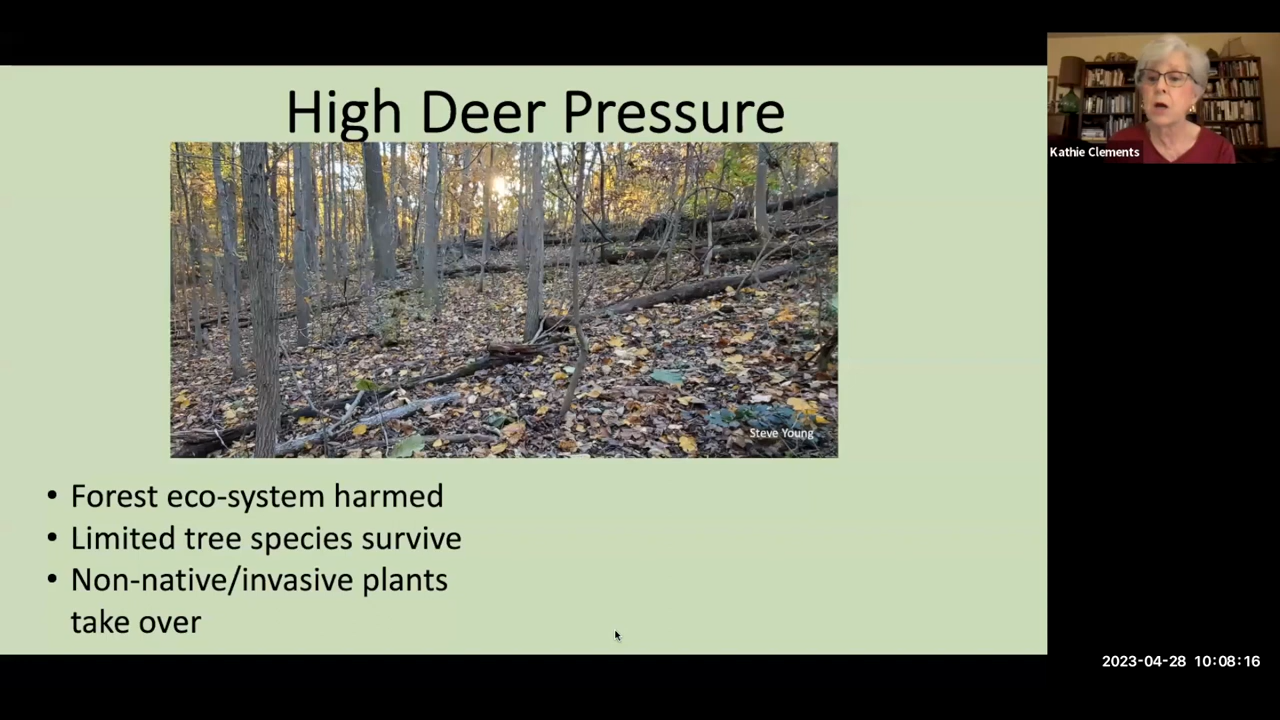 High Deer Pressure
Kathie Clements
Steve Young
• Forest eco-system harmed
• Limited tree species survive
• Non-native/invasive plants
take over
2023-04-28 10:08:16